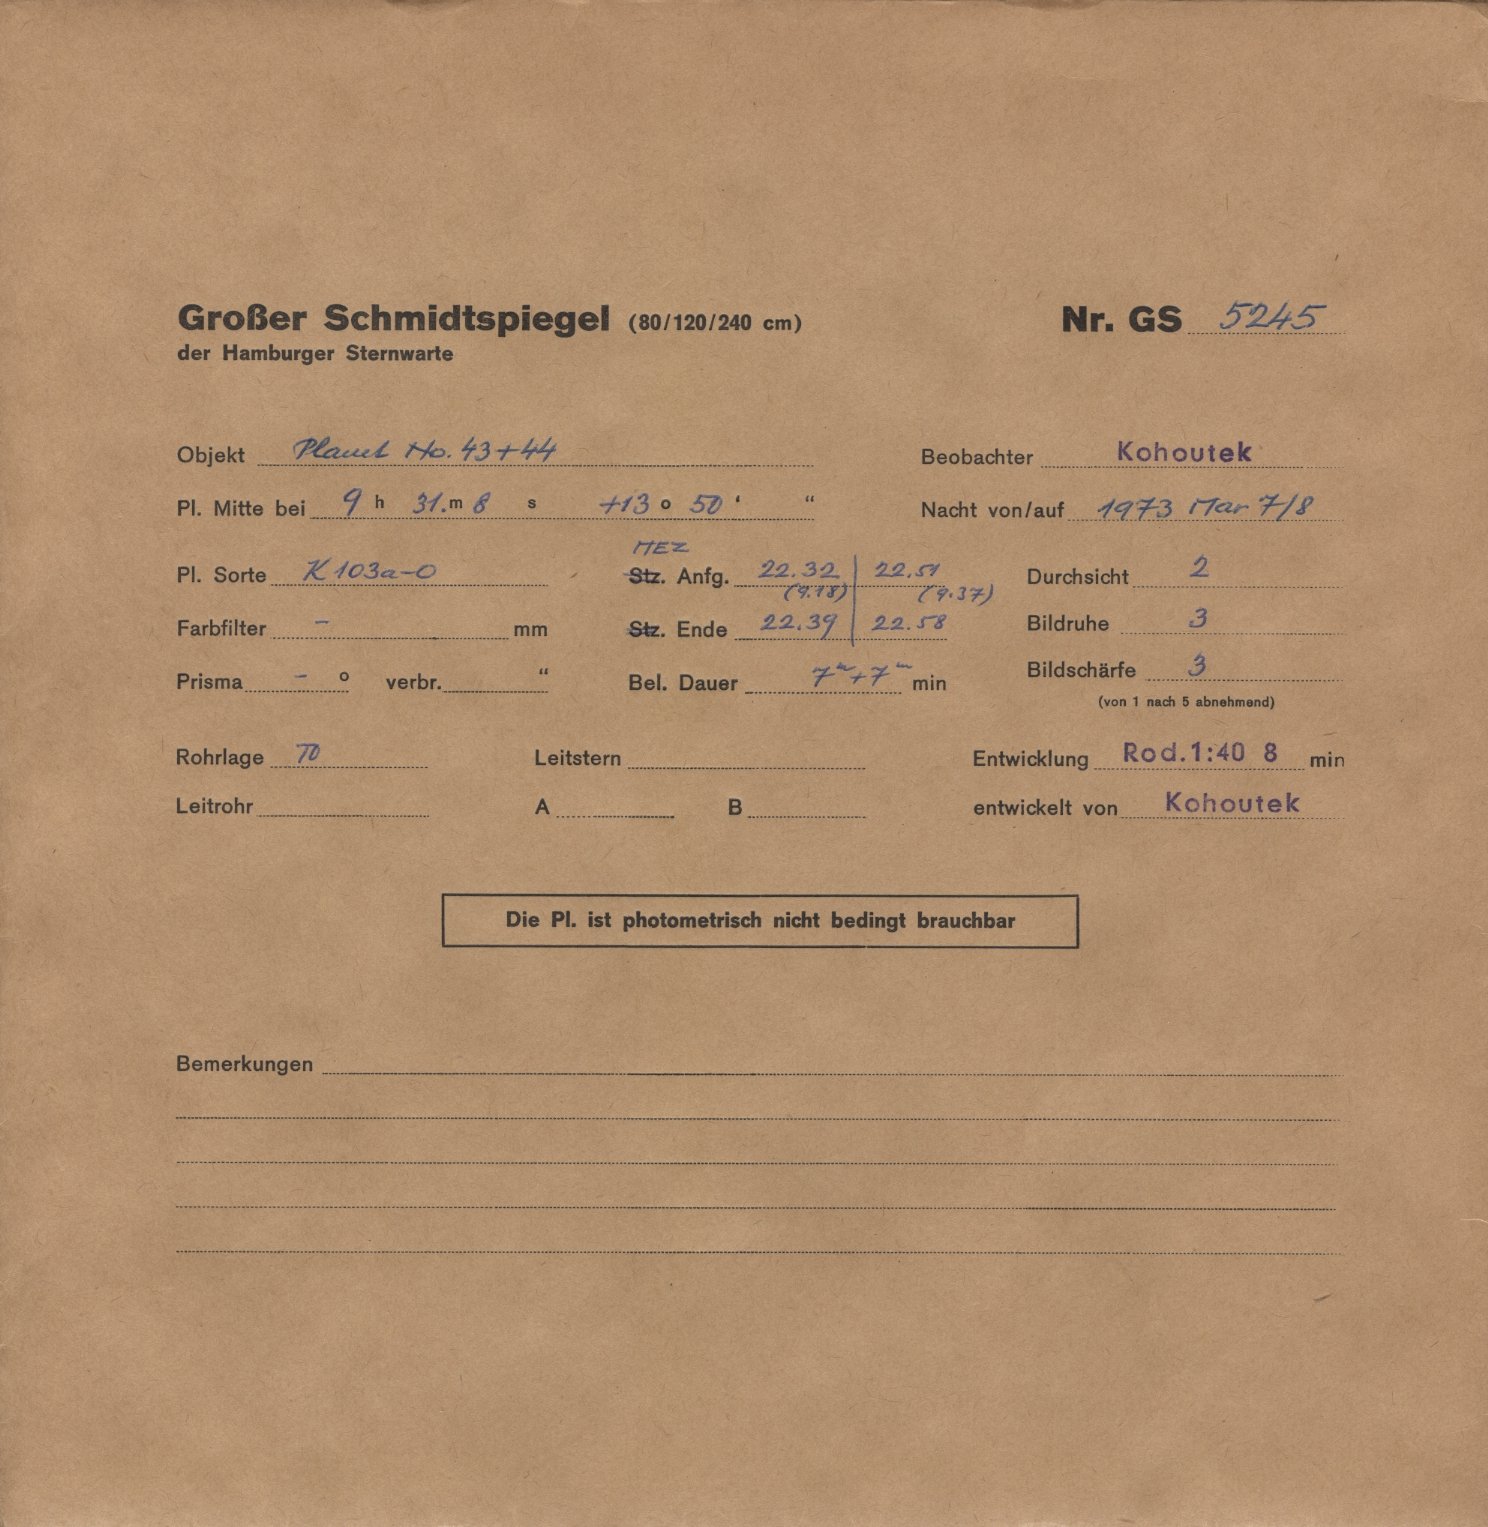 Großer Schmidtspiegel (80/120/240 cm) Nr. GS 5245
der Hamburger Sternwarte
Objekt Planet No. 43+44 Beobachter Kohoutek
Pl. Mitte bei 9 h 31. m 8 s +13 o 50 ' " Nacht von/auf 1973 Mar 7/8
MEZ
Pl. Sorte K 103a-O Stz. Anfg. 22.32 | 22.51 Durchsicht 2
(9.18) (9.37)
Farbfilter - mm Stz. Ende 22.39 | 22.58 Bildruhe 3
Prisma - o verbr. " Bel. Dauer 7m+7m min Bildschärfe 3
(von 1 nach 5 abnehmend)
Rohrlage Leitstern Entwicklung Rod.1:40 8 min
Leitrohr A B entwickelt von Kohoutek
Die Pl. ist photometrisch nicht bedingt brauchbar
Bemerkungen